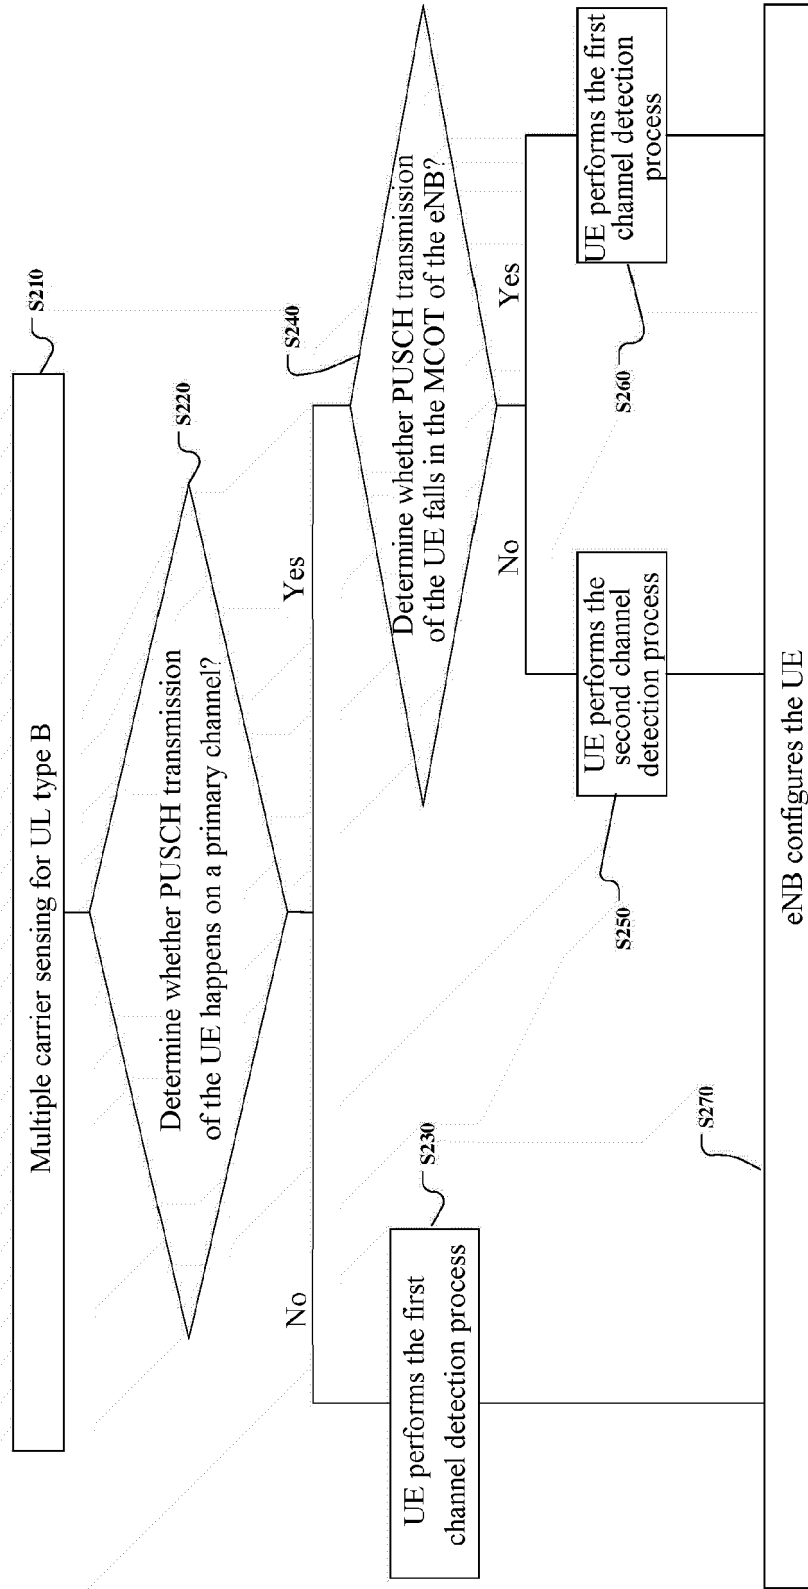 Multiple carrier sensing for UL type B
S210
Determine whether PUSCH transmission
of the UE happens on a primary channel?
S220
No
Yes
UE performs the first
channel detection process
S230
Determine whether PUSCH transmission
of the UE falls in the MCOT of the eNB?
S240
No
Yes
UE performs the
second channel
detection process
S250
UE performs the first
channel detection
process
S260
eNB configures the UE
S270